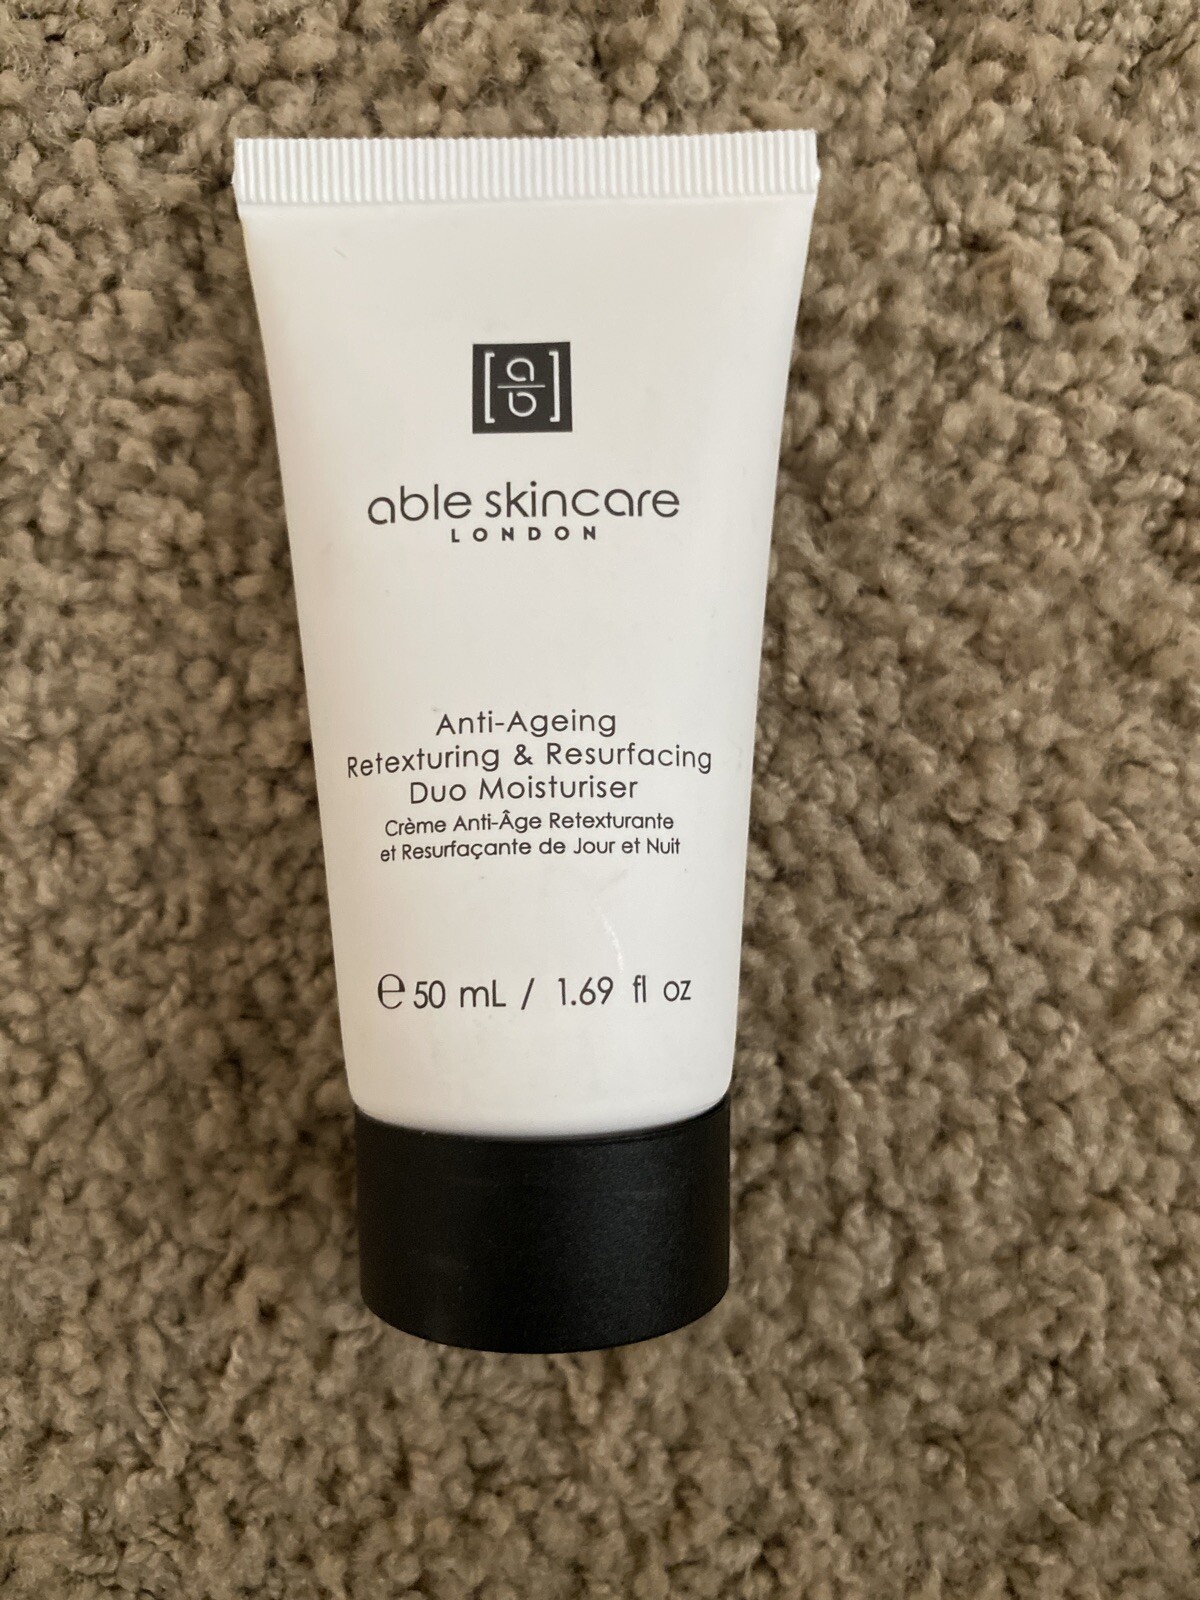 [a
b]
able skincare
LONDON
Anti-Ageing
Retexturing & Resurfacing
Duo Moisturiser
Crème Anti-Âge Retexturante
et Resurfaçante de Jour et Nuit
℮ 50 mL / 1.69 fl oz